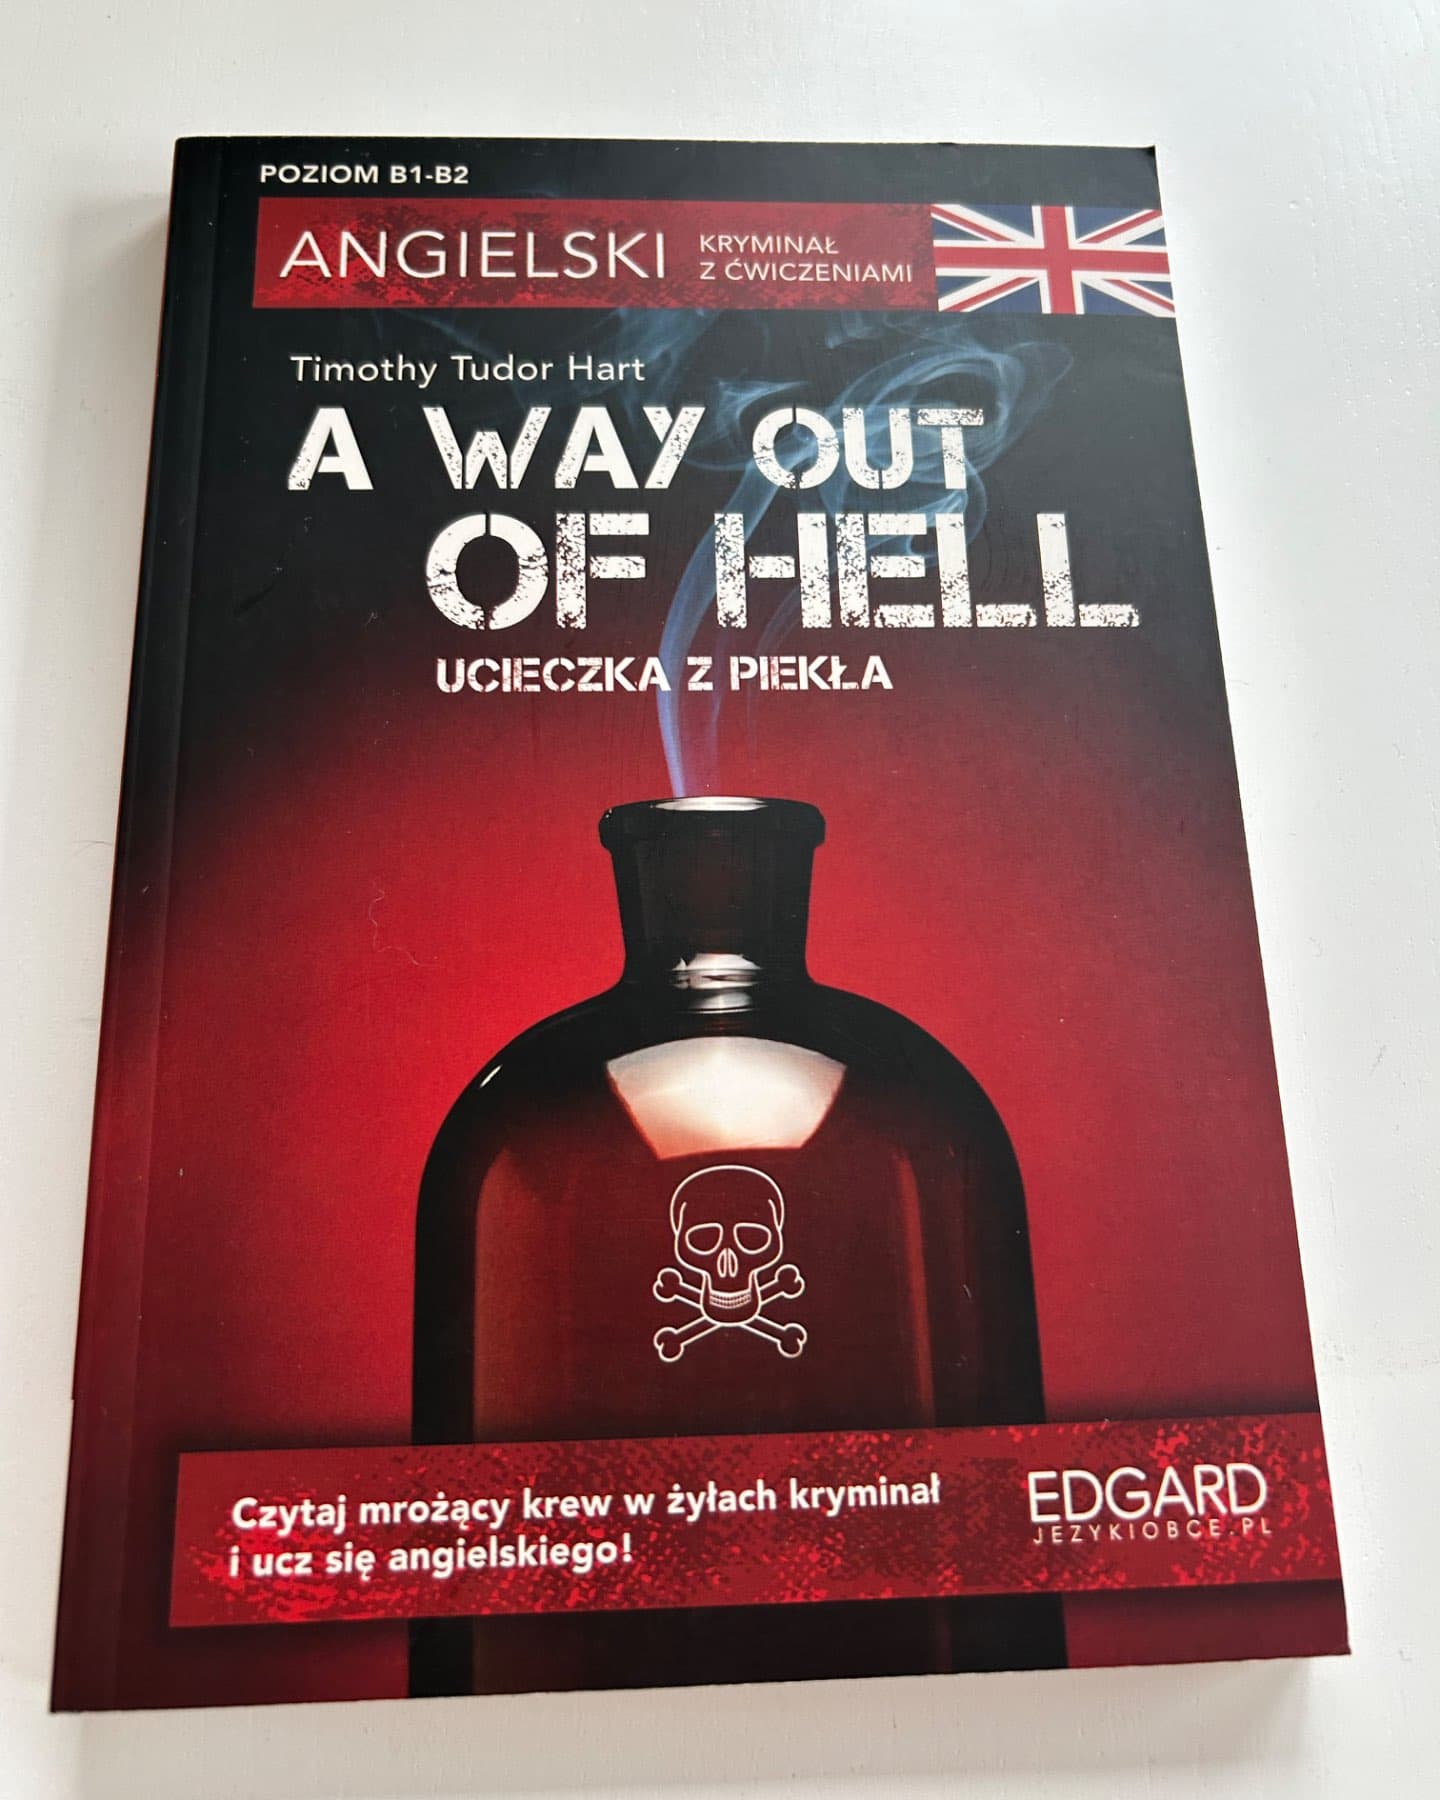 POZIOM B1-B2
ANGIELSKI
KRYMINAŁ
Z ĆWICZENIAMI
Timothy Tudor Hart
A WAY OUT
OF HELL
UCIECZKA Z PIEKŁA
Czytaj mrożący krew w żyłach kryminał
i ucz się angielskiego!
EDGARD
JEZYKIOBCE.PL